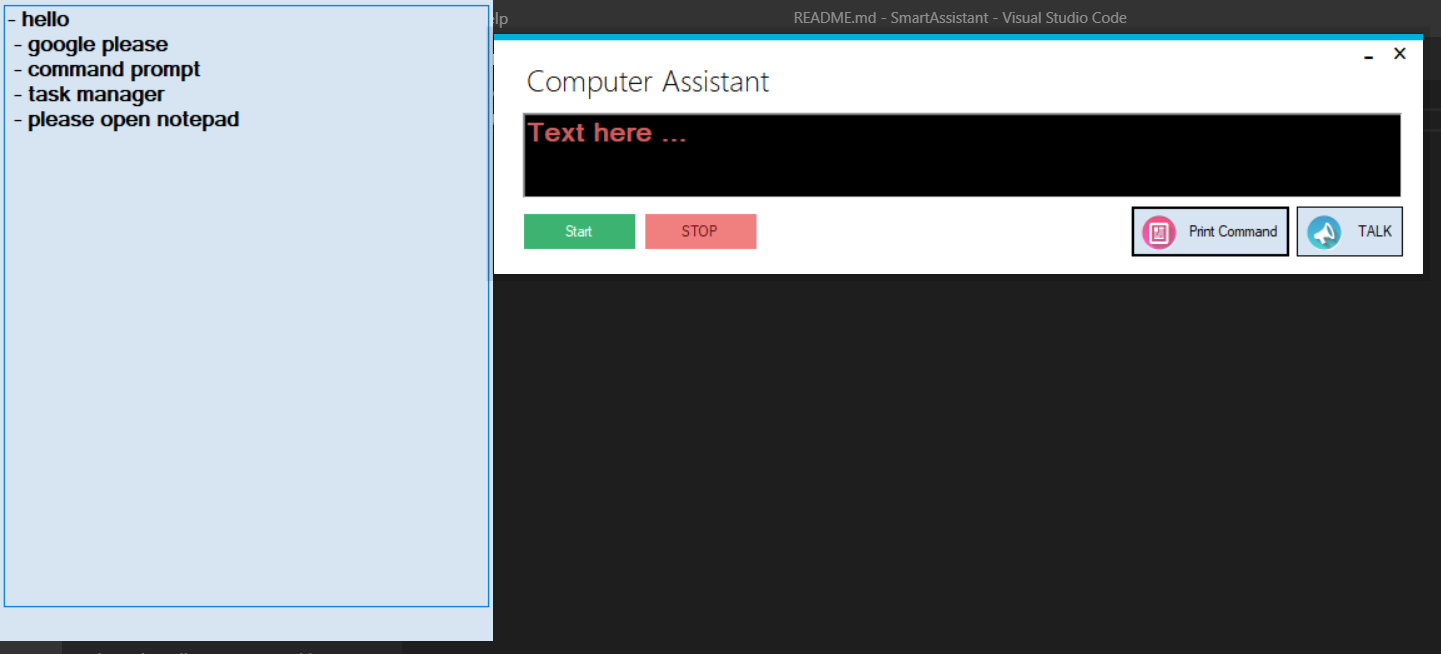 - hello
- google please
- command prompt
- task manager
- please open notepad
elp
README.md - SmartAssistant - Visual Studio Code
Computer Assistant
Text here ...
Start
STOP
Print Command
TALK